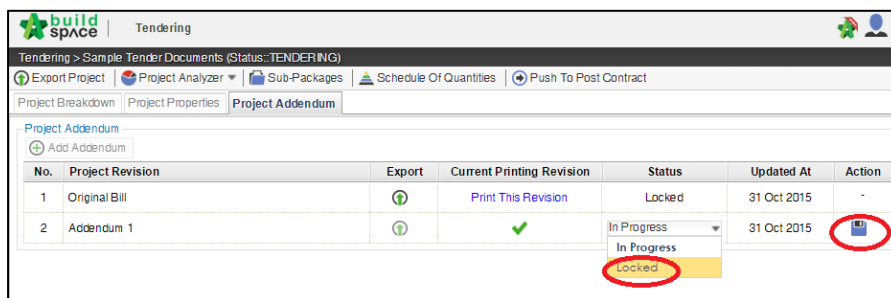 build space Tendering
Tendering > Sample Tender Documents (Status::TENDERING)
Export Project Project Analyzer Sub-Packages Schedule Of Quantities Push To Post Contract
Project Breakdown Project Properties Project Addendum
Project Addendum
Add Addendum
No. Project Revision Export Current Printing Revision Status Updated At Action
1 Original Bill Print This Revision Locked 31 Oct 2015 -
2 Addendum 1 In Progress 31 Oct 2015
In Progress
Locked